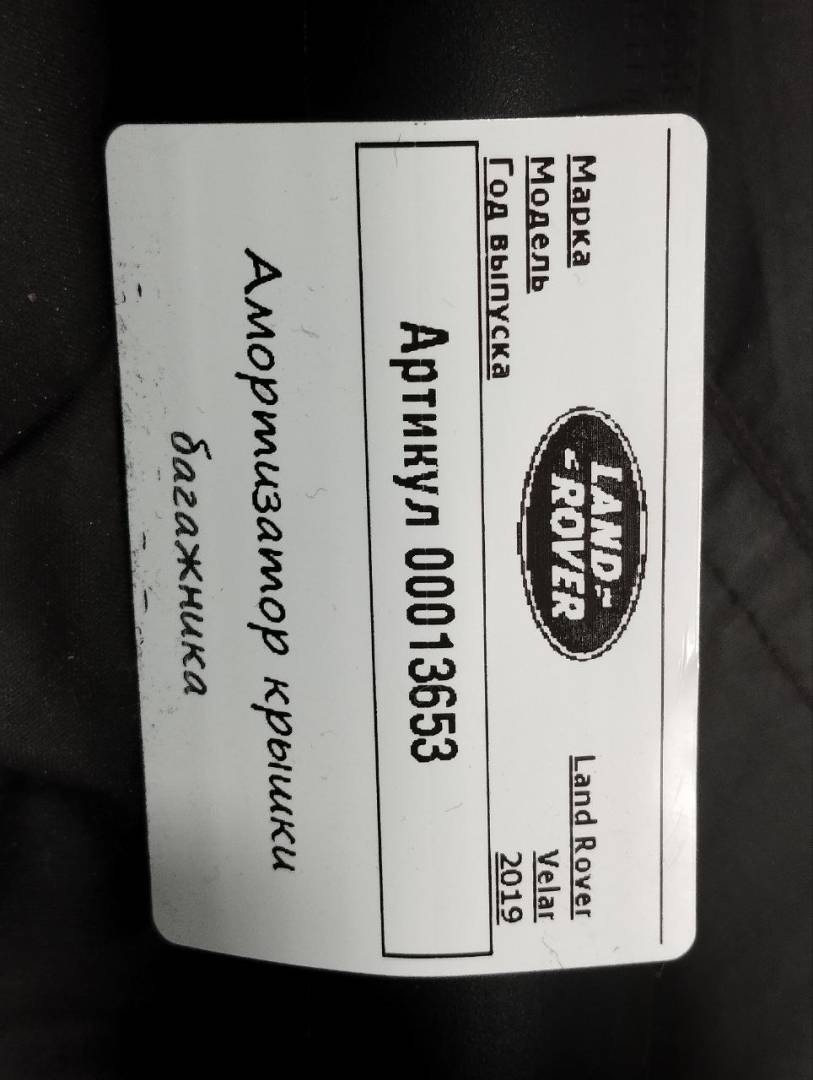 Марка Land Rover
Модель Velar
Год выпуска 2019
LAND
ROVER
Артикул 00013653
Амортизатор крышки
багажника